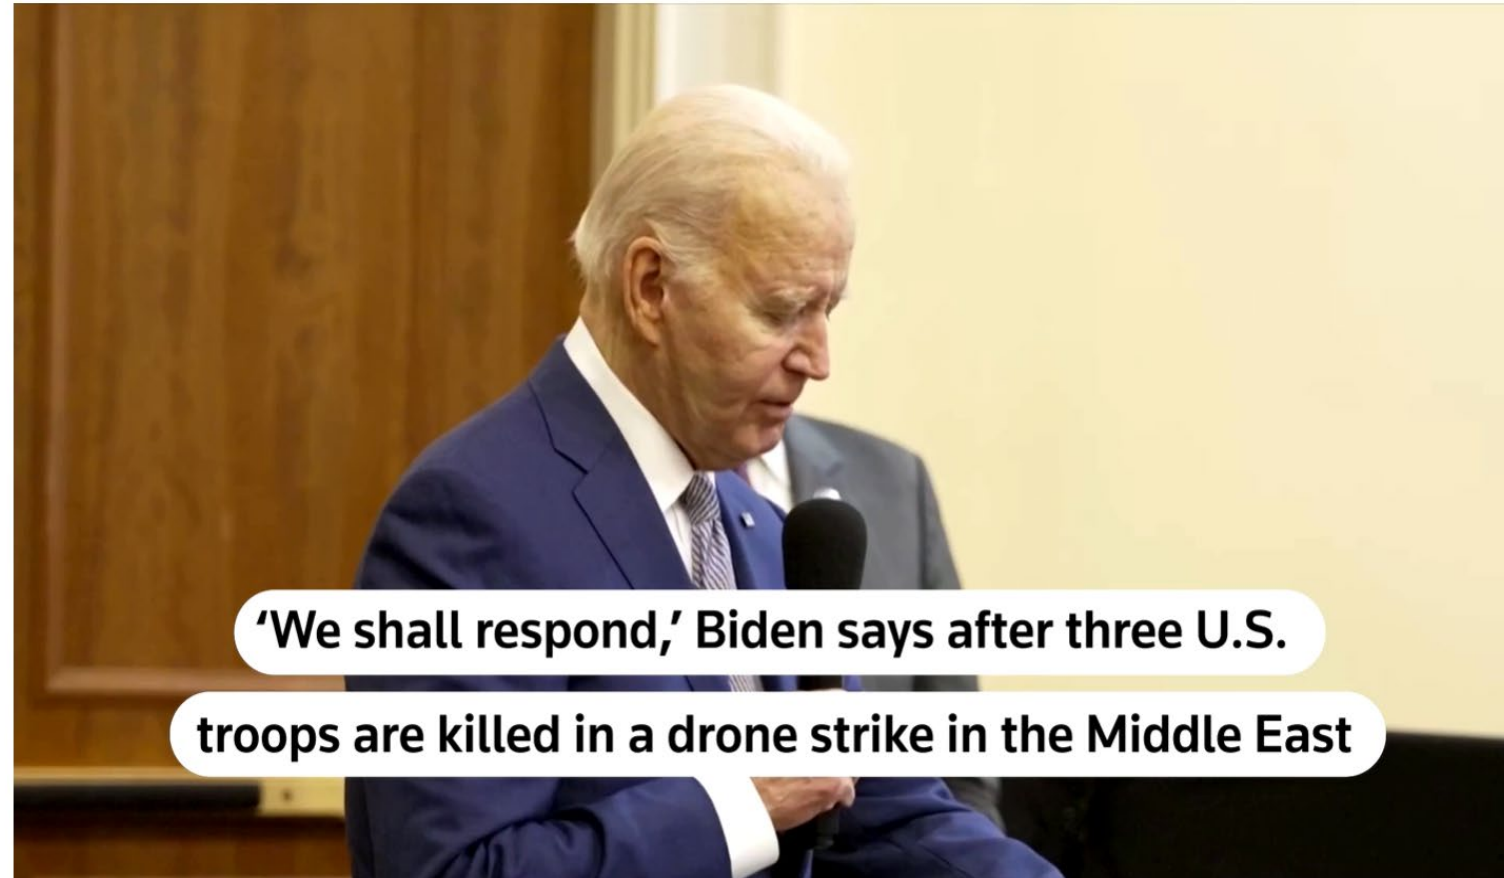 ‘We shall respond,’ Biden says after three U.S.
troops are killed in a drone strike in the Middle East